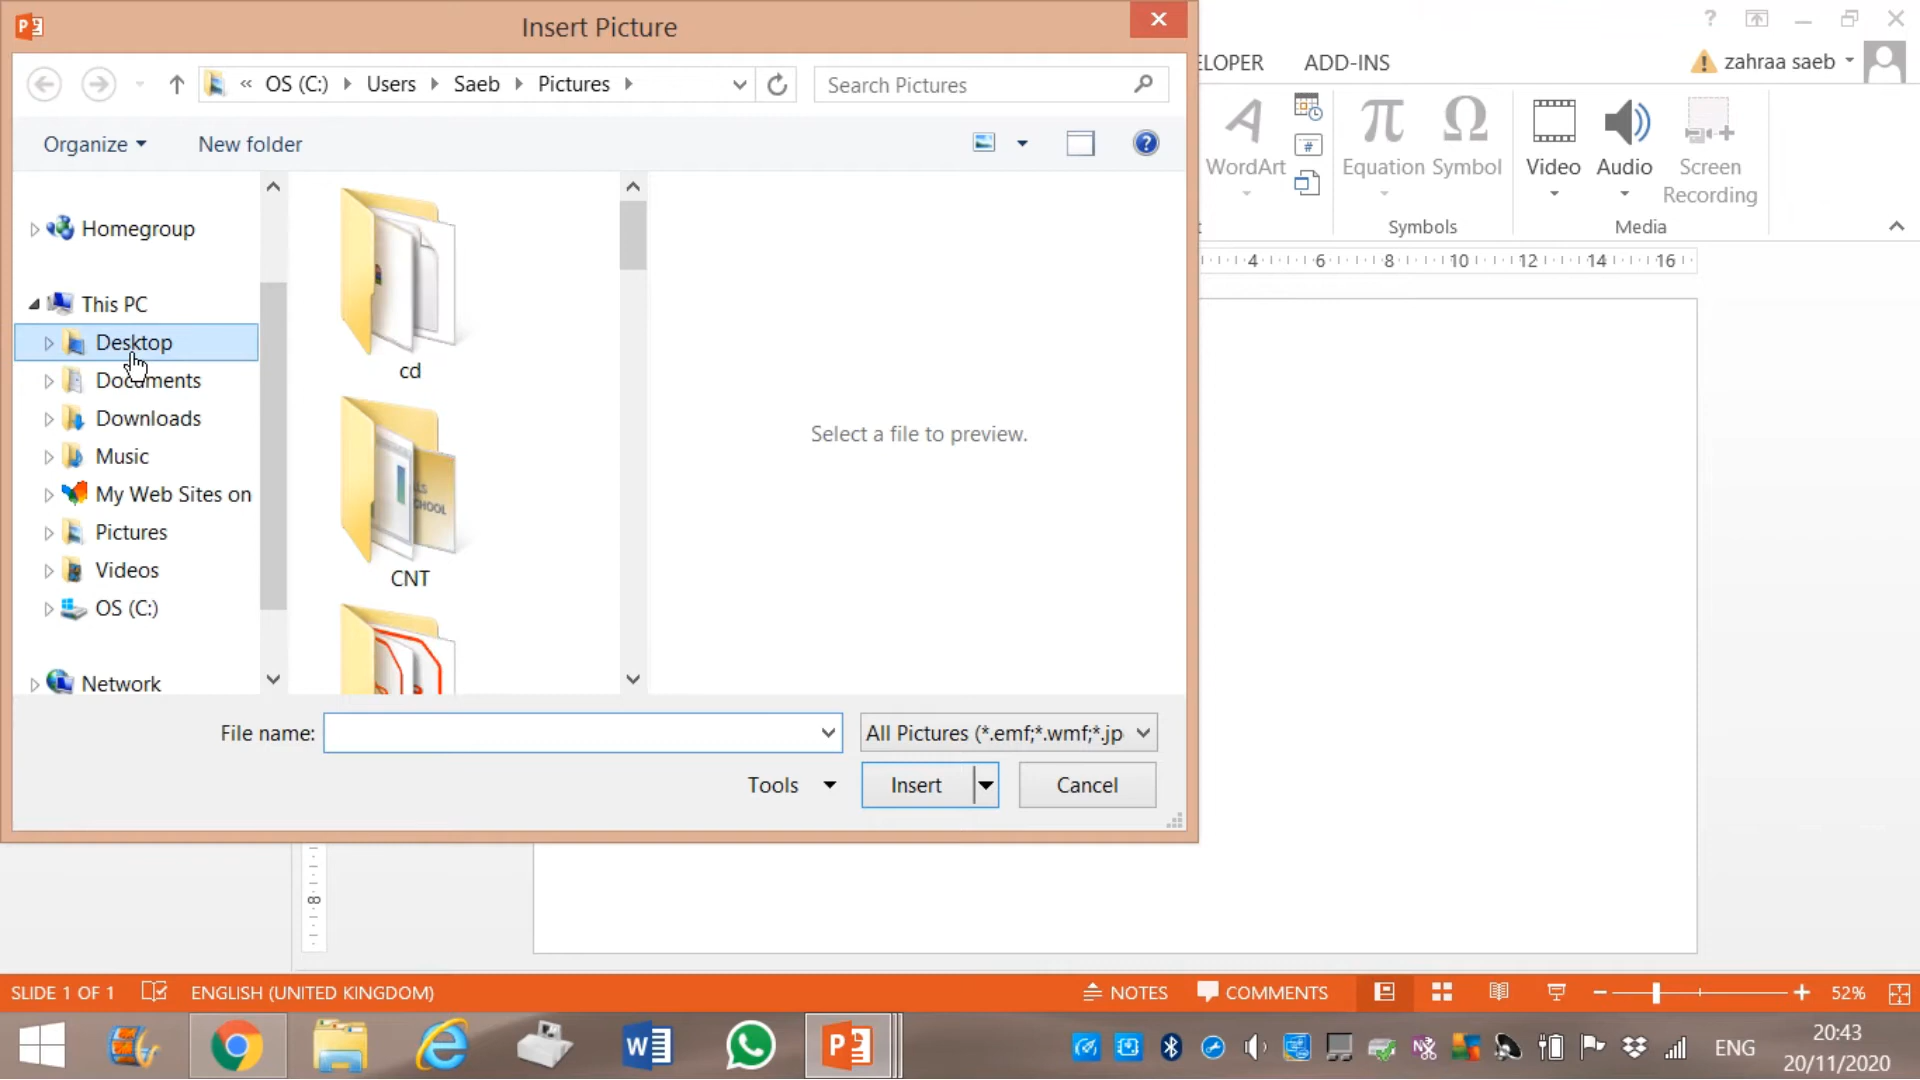 Insert Picture
« OS (C:) Users Saeb Pictures
Search Pictures
Organize
New folder
Homegroup
This PC
Desktop
Documents
Downloads
Music
My Web Sites on
Pictures
Videos
OS (C:)
Network
cd
CNT
Select a file to preview.
File name:
All Pictures (*.emf;*.wmf;*.jp
Tools
Insert
Cancel
ELOPER
ADD-INS
zahraa saeb
WordArt
Equation
Symbol
Video
Audio
Screen
Recording
Symbols
Media
4 6 8 10 12 14 16
8
SLIDE 1 OF 1
ENGLISH (UNITED KINGDOM)
NOTES
COMMENTS
52%
ENG
20:43
20/11/2020